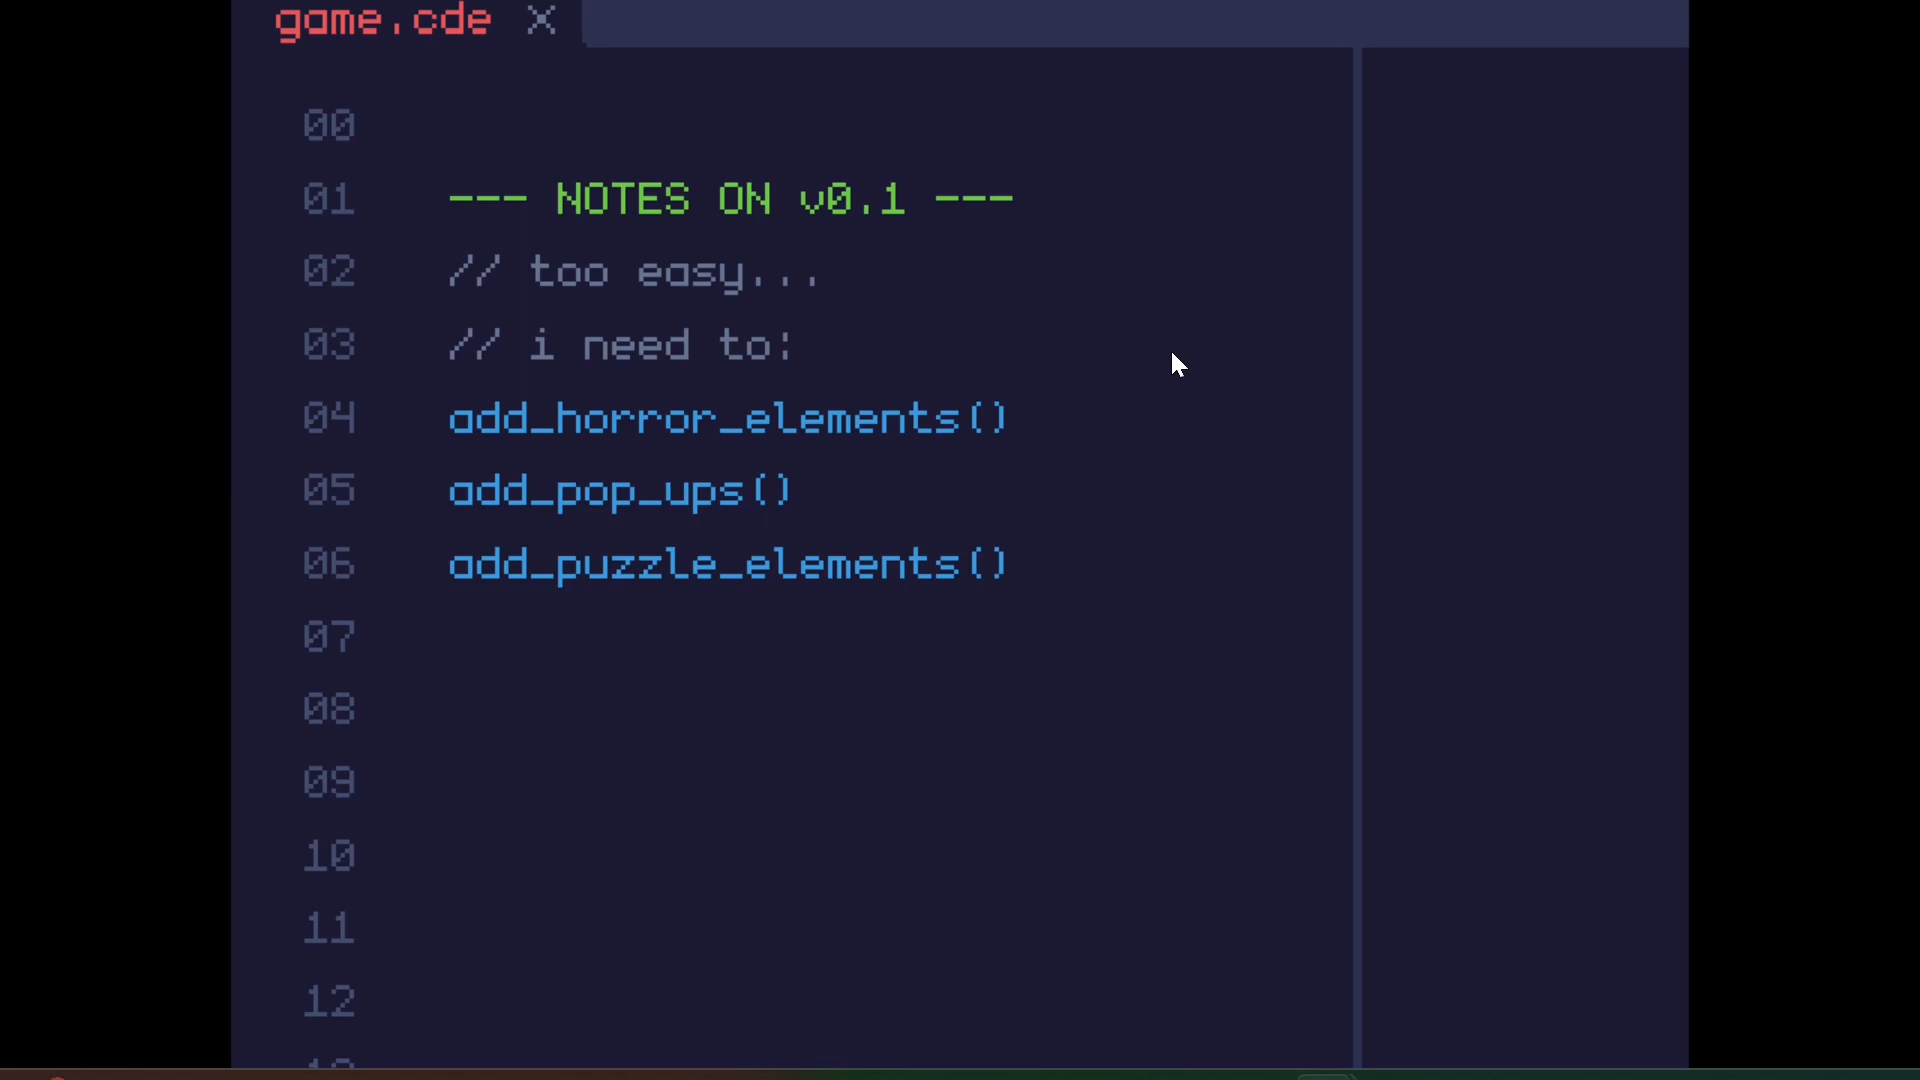 game.cde X
00
01 --- NOTES ON v0.1 ---
02 // too easy...
03 // i need to:
04 add_horror_elements()
05 add_pop_ups()
06 add_puzzle_elements()
07
08
09
10
11
12